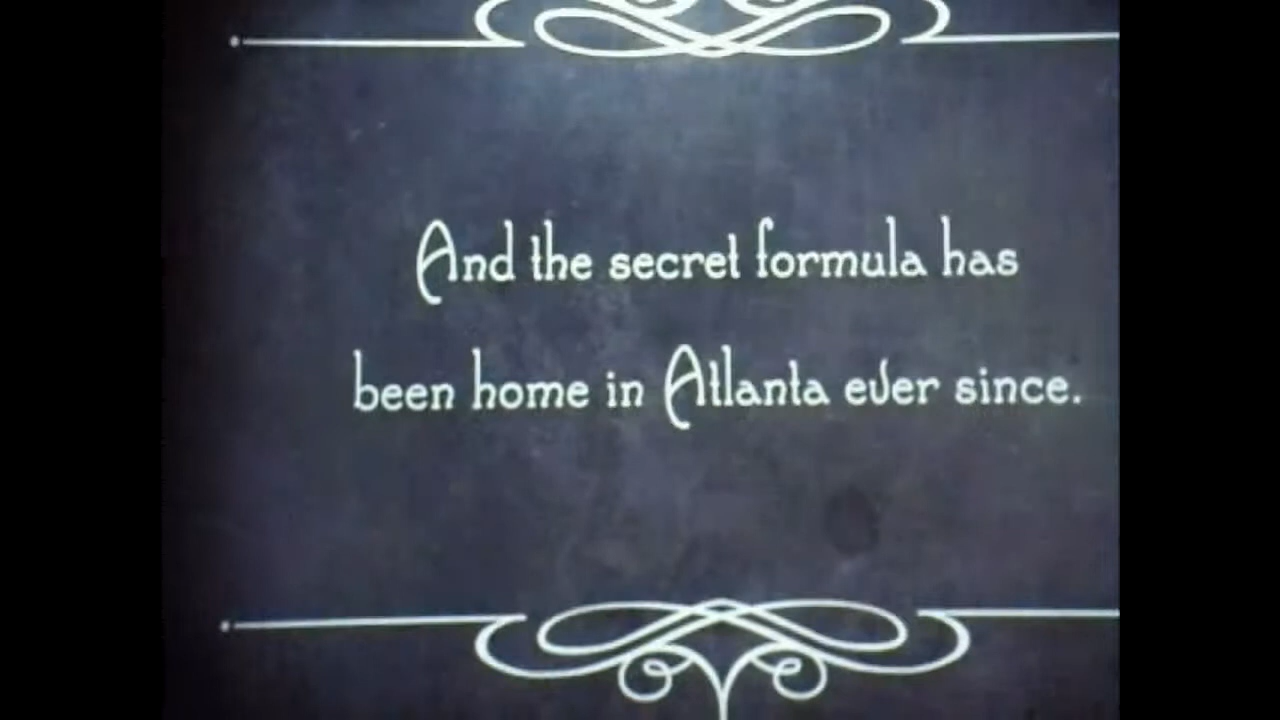 And the secret formula has
been home in Atlanta ever since.